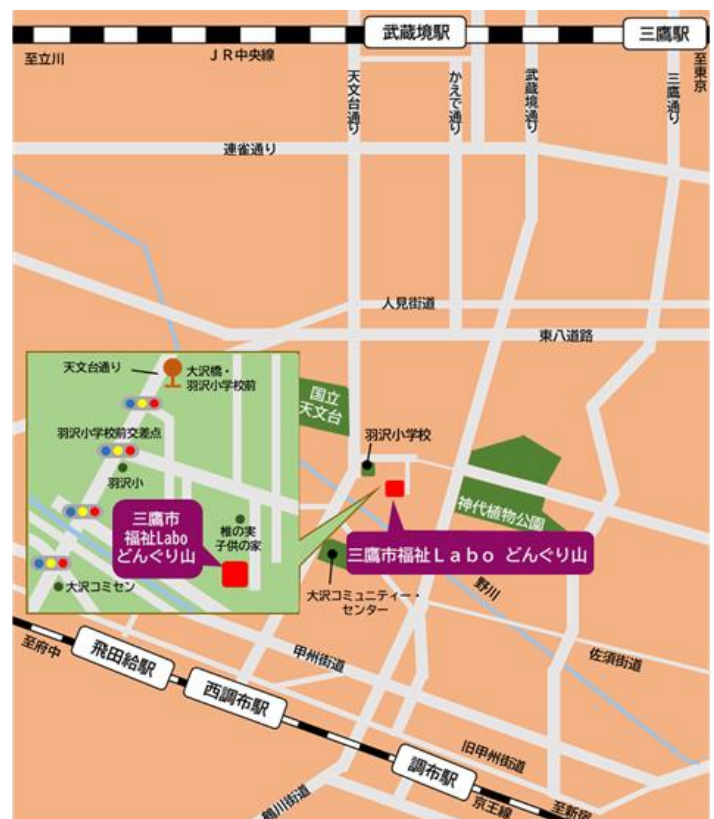 武蔵境駅
三鷹駅
至立川
ＪＲ中央線
至東京
天文台通り
かえで通り
武蔵境通り
三鷹通り
連雀通り
人見街道
東八道路
天文台通り
大沢橋・
羽沢小学校前
国立
天文台
羽沢小学校前交差点
羽沢小学校
羽沢小
神代植物公園
三鷹市
福祉Labo
どんぐり山
椎の実
子供の家
三鷹市福祉Ｌａｂｏ どんぐり山
大沢コミセン
大沢コミュニティー・
センター
野川
至府中
飛田給駅
甲州街道
佐須街道
西調布駅
旧甲州街道
調布駅
鶴川街道
京王線
至新宿